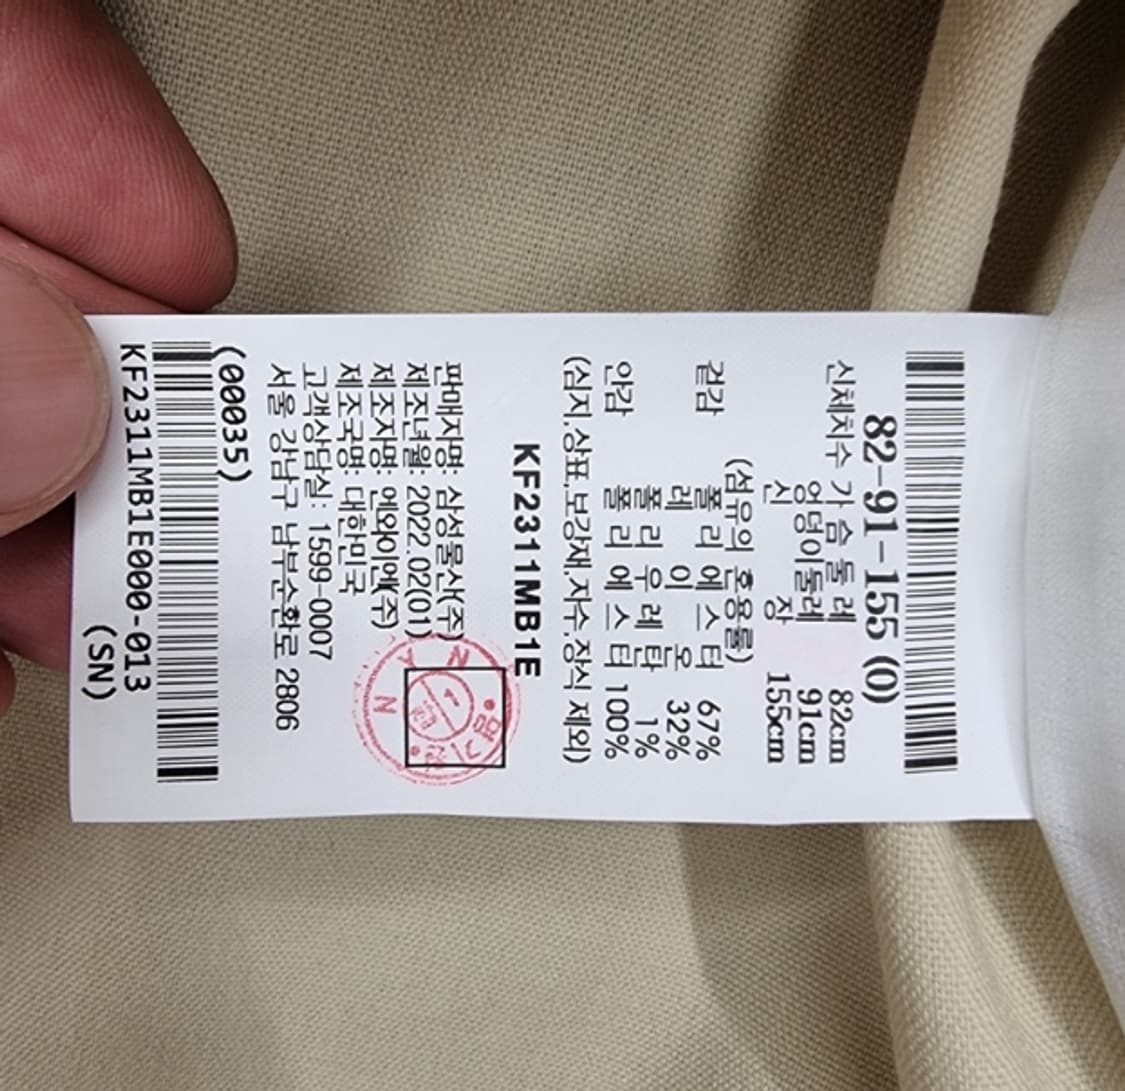 82-91-155 (0)
신체치수 가 슴 둘 레 82cm
엉덩이둘레 91cm
신 장 155cm
(섬유의 혼용률)
겉감 폴 리 에 스 터 67%
레 이 온 32%
폴 리 우 레 탄 1%
안감 폴 리 에 스 터 100%
(심지,상표,보강재,자수,장식 제외)
KF2311MB1E
판매자명: 삼성물산(주)
제조년월: 2022.02(01)
제조자명: 엔와이엔(주)
제조국명: 대한민국
고객상담실: 1599-0007
서울 강남구 남부순환로 2806
N Y N
(00035)
KF2311MB1E000-013
(SN)